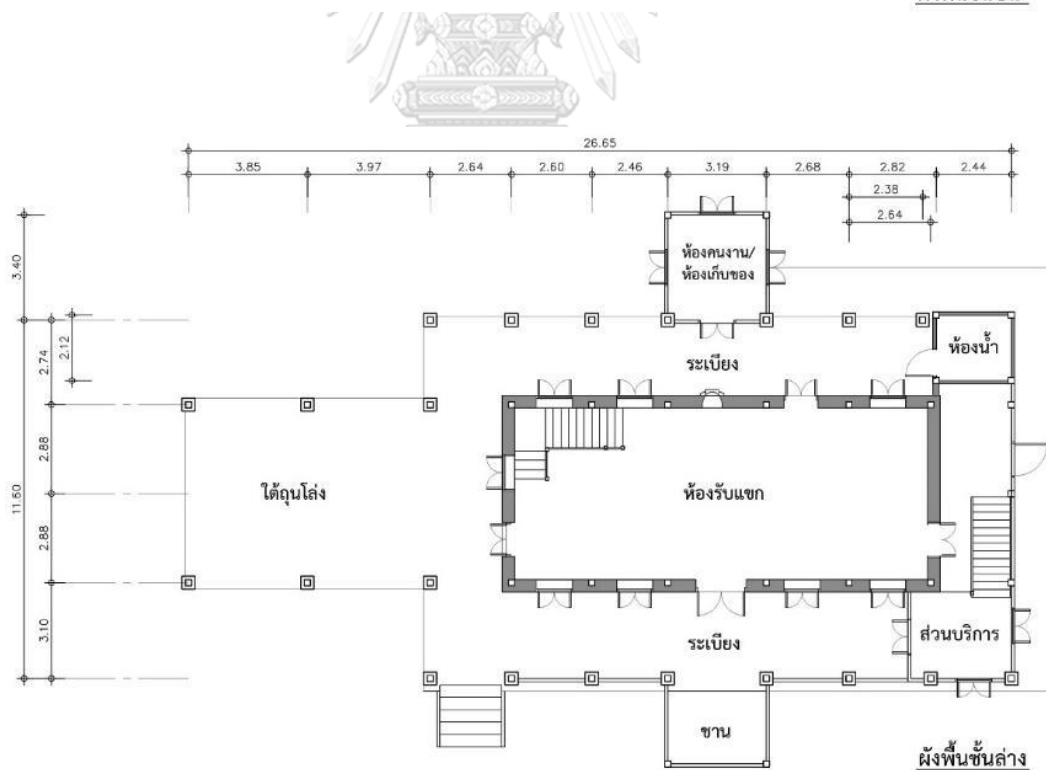 26.65
3.85 3.97 2.64 2.60 2.46 3.19 2.68 2.82 2.44
2.38
2.64
3.40
ห้องคนงาน/
ห้องเก็บของ
2.12
2.74
ระเบียง
ห้องน้ำ
11.60
2.88
ใต้ถุนโล่ง
ห้องรับแขก
2.88
3.10
ระเบียง
ส่วนบริการ
ชาน
ผังพื้นชั้นล่าง